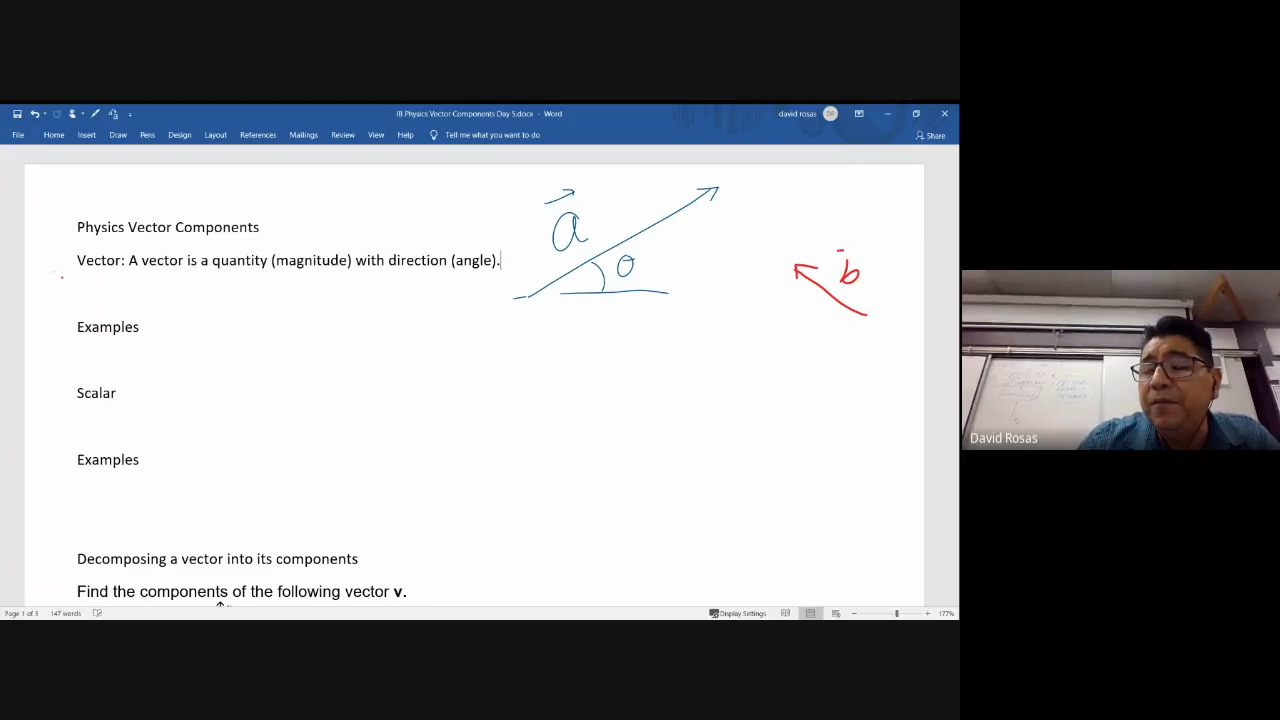 IB Physics Vector Components Day 5.docx - Word
david rosas
DR
File Home Insert Draw Pens Design Layout References Mailings Review View Help Tell me what you want to do
Share
a
θ
b
Physics Vector Components
Vector: A vector is a quantity (magnitude) with direction (angle).
Examples
Scalar
Examples
Decomposing a vector into its components
Find the components of the following vector v.
Page 1 of 5 147 words
Display Settings
177%
David Rosas